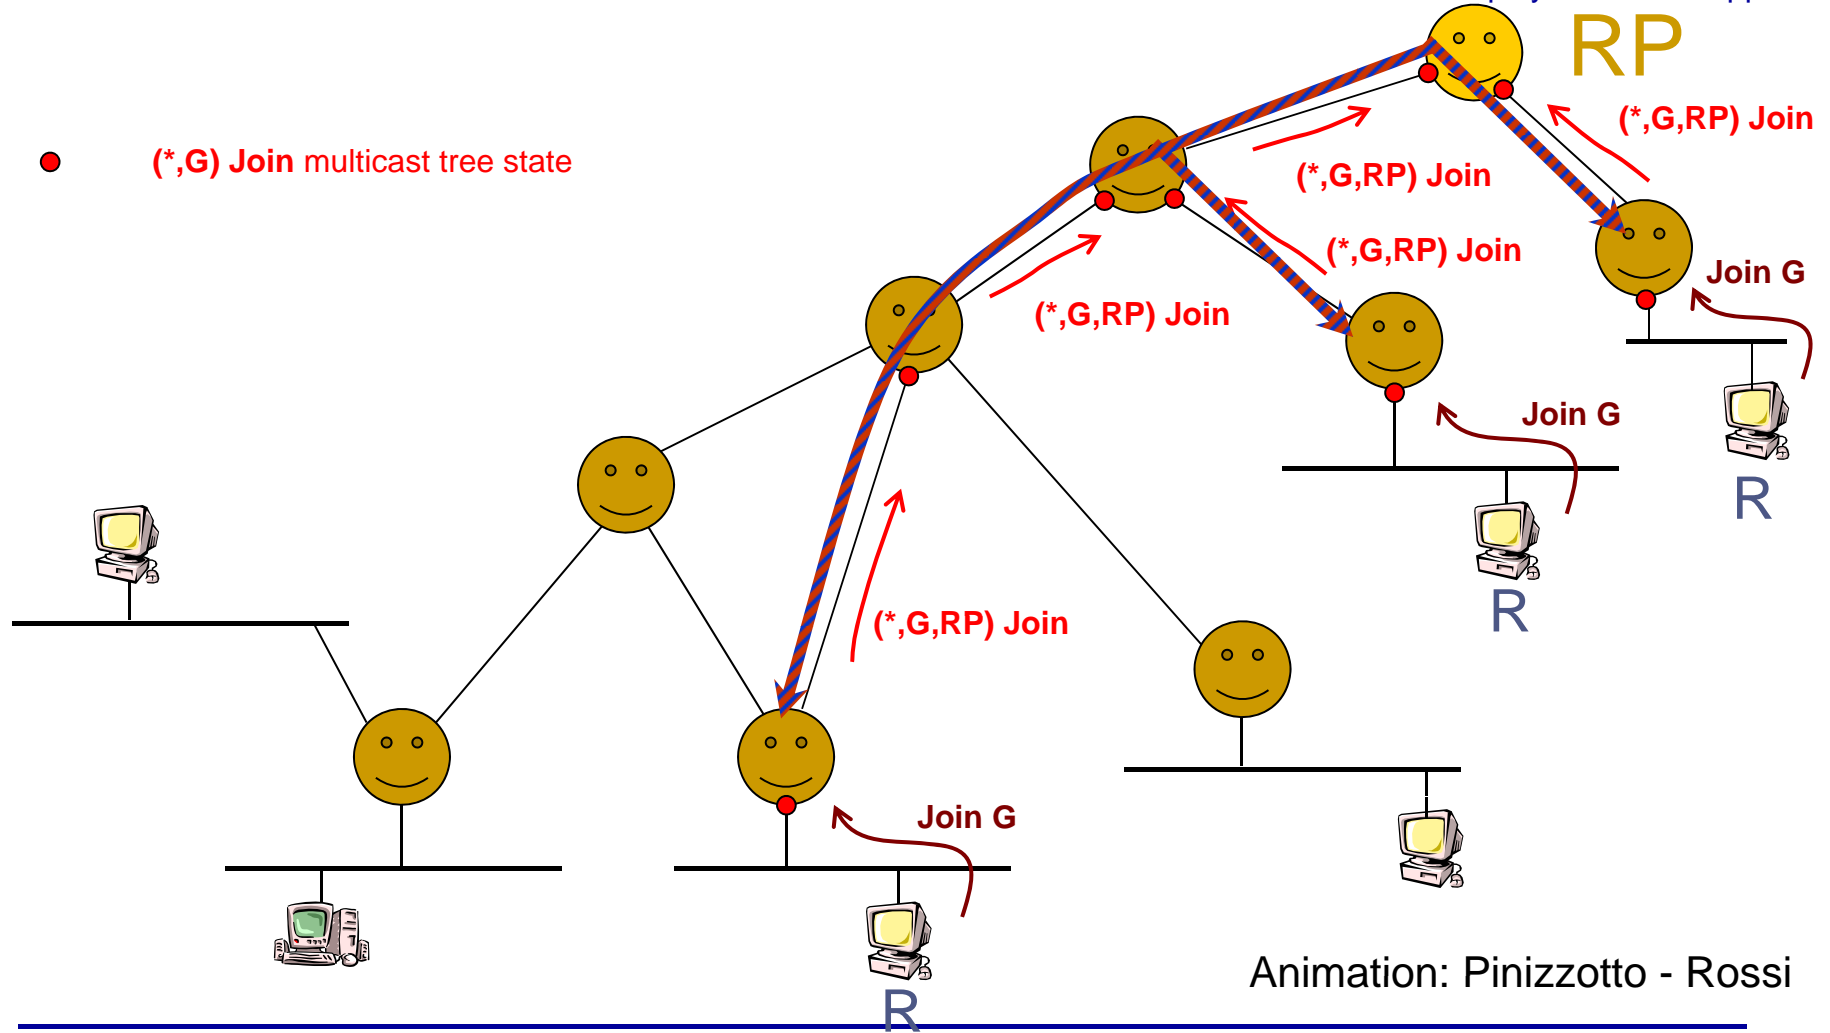 RP
(*,G,RP) Join
(*,G) Join multicast tree state
(*,G,RP) Join
(*,G,RP) Join
Join G
(*,G,RP) Join
Join G
R
R
(*,G,RP) Join
Join G
Animation: Pinizzotto - Rossi
R